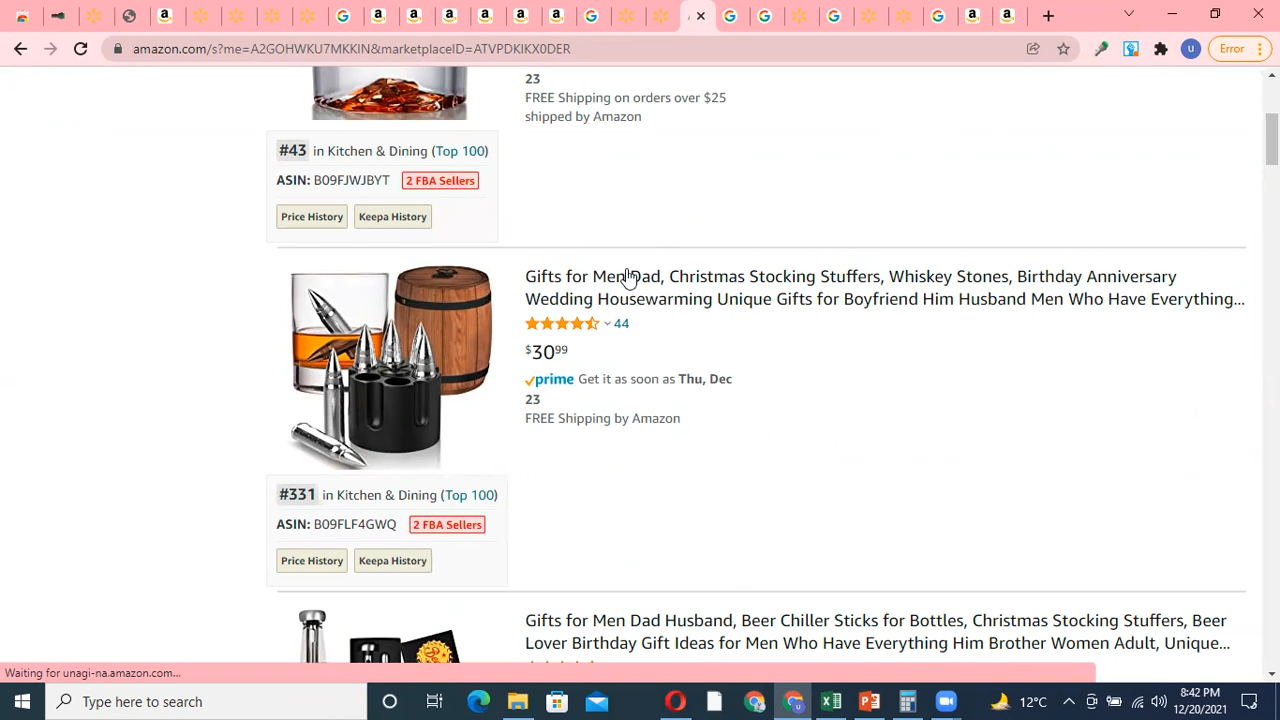 amazon.com/s?me=A2GOHWKU7MKKIN&marketplaceID=ATVPDKIKX0DER
U
Error
23
FREE Shipping on orders over $25
shipped by Amazon
#43 in Kitchen & Dining (Top 100)
ASIN: B09FJWJBYT 2 FBA Sellers
Price History Keepa History
Gifts for Men Dad, Christmas Stocking Stuffers, Whiskey Stones, Birthday Anniversary
Wedding Housewarming Unique Gifts for Boyfriend Him Husband Men Who Have Everything...
44
$30.99
prime Get it as soon as Thu, Dec
23
FREE Shipping by Amazon
#331 in Kitchen & Dining (Top 100)
ASIN: B09FLF4GWQ 2 FBA Sellers
Price History Keepa History
Gifts for Men Dad Husband, Beer Chiller Sticks for Bottles, Christmas Stocking Stuffers, Beer
Lover Birthday Gift Ideas for Men Who Have Everything Him Brother Women Adult, Unique...
Waiting for unagi-na.amazon.com...
Type here to search
12°C
8:42 PM
12/20/2021